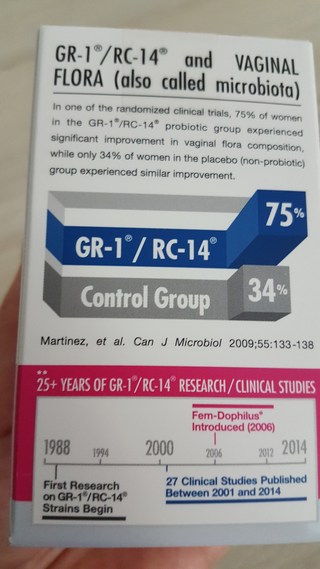 GR-1®/RC-14® and VAGINAL
FLORA (also called microbiota)
In one of the randomized clinical trials, 75% of women
in the GR-1®/RC-14® probiotic group experienced
significant improvement in vaginal flora composition,
while only 34% of women in the placebo (non-probiotic)
group experienced similar improvement.
75%
GR-1®/ RC-14®
Control Group 34%
Martinez, et al. Can J Microbiol 2009;55:133-138
**
25+ YEARS OF GR-1®/RC-14® RESEARCH/CLINICAL STUDIES
Fem-Dophilus®
Introduced (2006)
1988 1994 2000 2006 2012 2014
First Research
on GR-1®/RC-14®
Strains Begin
27 Clinical Studies Published
Between 2001 and 2014